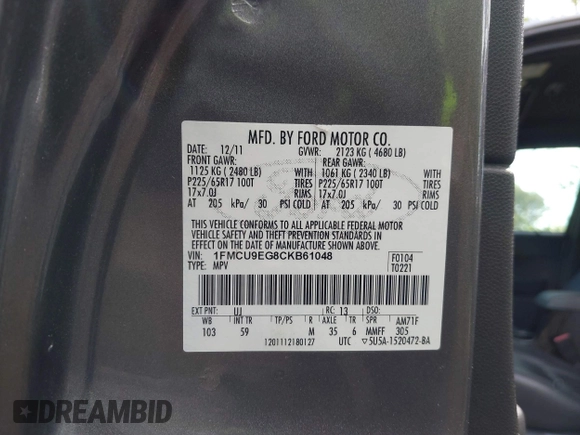 MFD. BY FORD MOTOR CO.
DATE: 12/11 GVWR: 2123 KG ( 4680 LB)
FRONT GAWR: REAR GAWR:
1125 KG ( 2480 LB) WITH 1061 KG ( 2340 LB) WITH
P225/65R17 100T TIRES P225/65R17 100T TIRES
17x7.0J RIMS 17x7.0J RIMS
AT 205 kPa/ 30 PSI COLD AT 205 kPa/ 30 PSI COLD
THIS VEHICLE CONFORMS TO ALL APPLICABLE FEDERAL MOTOR
VEHICLE SAFETY AND THEFT PREVENTION STANDARDS IN
EFFECT ON THE DATE OF MANUFACTURE SHOWN ABOVE.
VIN: 1FMCU9EG8CKB61048 F0104
TYPE: MPV T0221
EXT PNT: UJ RC: 13 DSO:
WB INT TR TP/PS R AXLE TR SPR AM71F
103 59 M 35 6 MMFF 305
1201112180127 UTC ▽5U5A-1520472-BA
DREAMBID